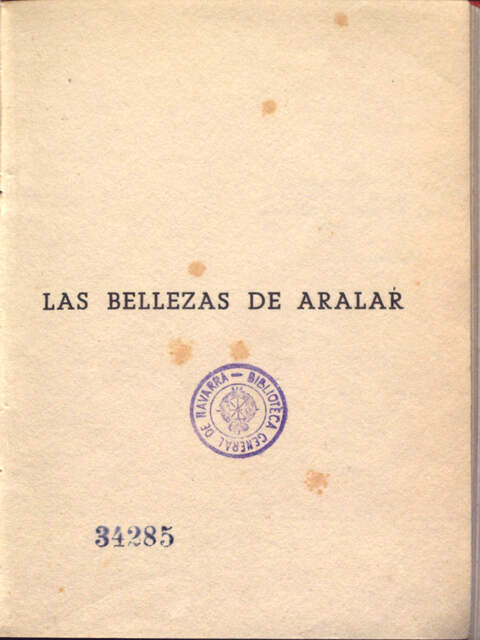 LAS BELLEZAS DE ARALAR
BIBLIOTECA GENERAL DE NAVARRA —
34285